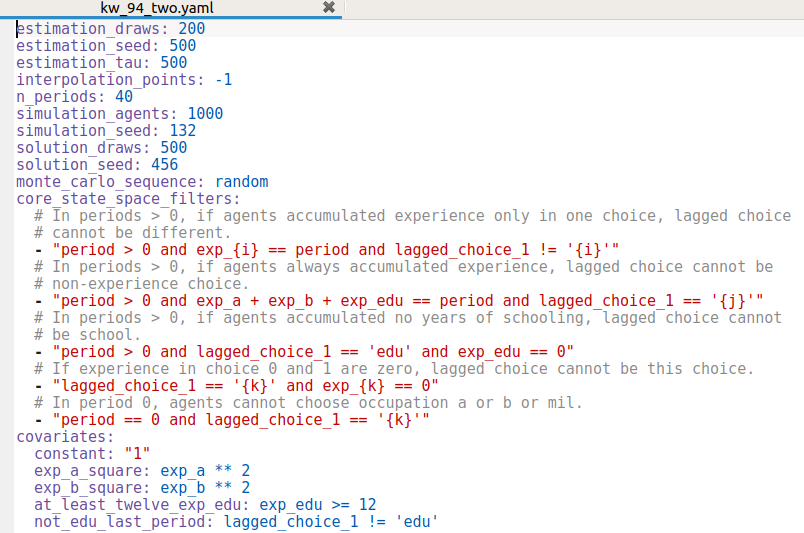 kw_94_two.yaml
estimation_draws: 200
estimation_seed: 500
estimation_tau: 500
interpolation_points: -1
n_periods: 40
simulation_agents: 1000
simulation_seed: 132
solution_draws: 500
solution_seed: 456
monte_carlo_sequence: random
core_state_space_filters:
  # In periods > 0, if agents accumulated experience only in one choice, lagged choice
  # cannot be different.
  - "period > 0 and exp_{i} == period and lagged_choice_1 != '{i}'"
  # In periods > 0, if agents always accumulated experience, lagged choice cannot be
  # non-experience choice.
  - "period > 0 and exp_a + exp_b + exp_edu == period and lagged_choice_1 == '{j}'"
  # In periods > 0, if agents accumulated no years of schooling, lagged choice cannot
  # be school.
  - "period > 0 and lagged_choice_1 == 'edu' and exp_edu == 0"
  # If experience in choice 0 and 1 are zero, lagged choice cannot be this choice.
  - "lagged_choice_1 == '{k}' and exp_{k} == 0"
  # In period 0, agents cannot choose occupation a or b or mil.
  - "period == 0 and lagged_choice_1 == '{k}'"
covariates:
  constant: "1"
  exp_a_square: exp_a ** 2
  exp_b_square: exp_b ** 2
  at_least_twelve_exp_edu: exp_edu >= 12
  not_edu_last_period: lagged_choice_1 != 'edu'